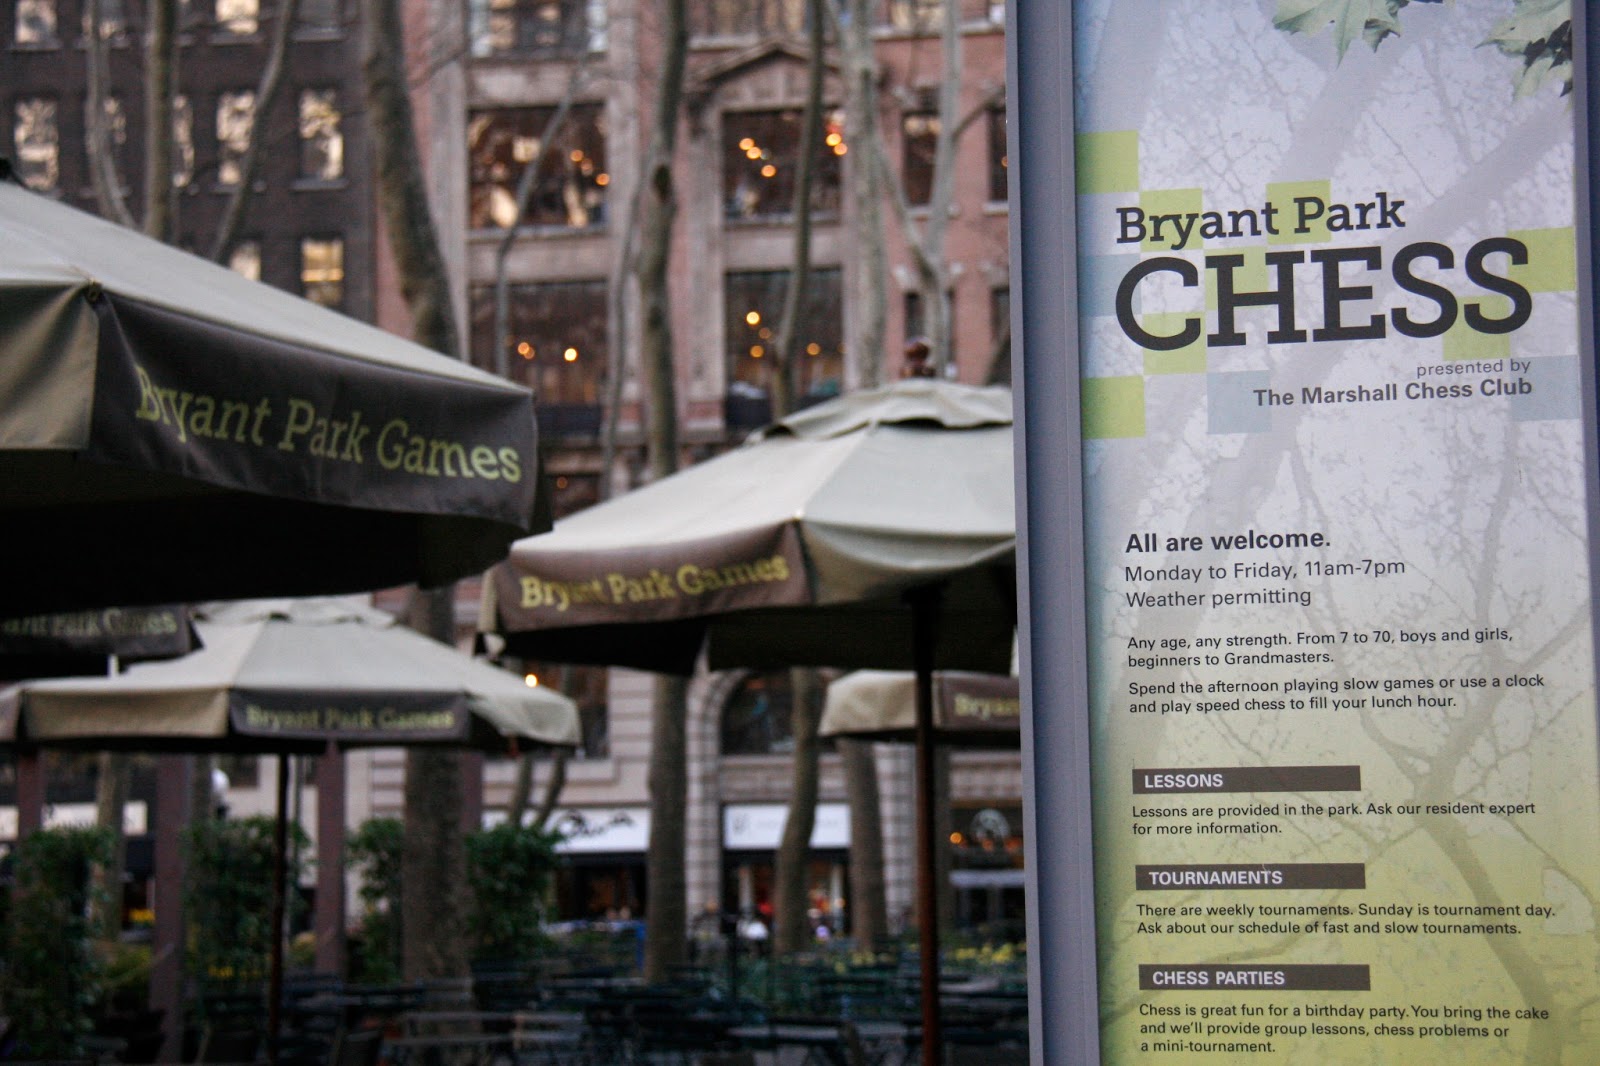 Bryant Park Games
Bryant Park Games
Park Games
Bryant Park Games
Bryan
Bryant Park
CHESS
presented by
The Marshall Chess Club
All are welcome.
Monday to Friday, 11am-7pm
Weather permitting
Any age, any strength. From 7 to 70, boys and girls,
beginners to Grandmasters.
Spend the afternoon playing slow games or use a clock
and play speed chess to fill your lunch hour.
LESSONS
Lessons are provided in the park. Ask our resident expert
for more information.
TOURNAMENTS
There are weekly tournaments. Sunday is tournament day.
Ask about our schedule of fast and slow tournaments.
CHESS PARTIES
Chess is great fun for a birthday party. You bring the cake
and we'll provide group lessons, chess problems or
a mini-tournament.